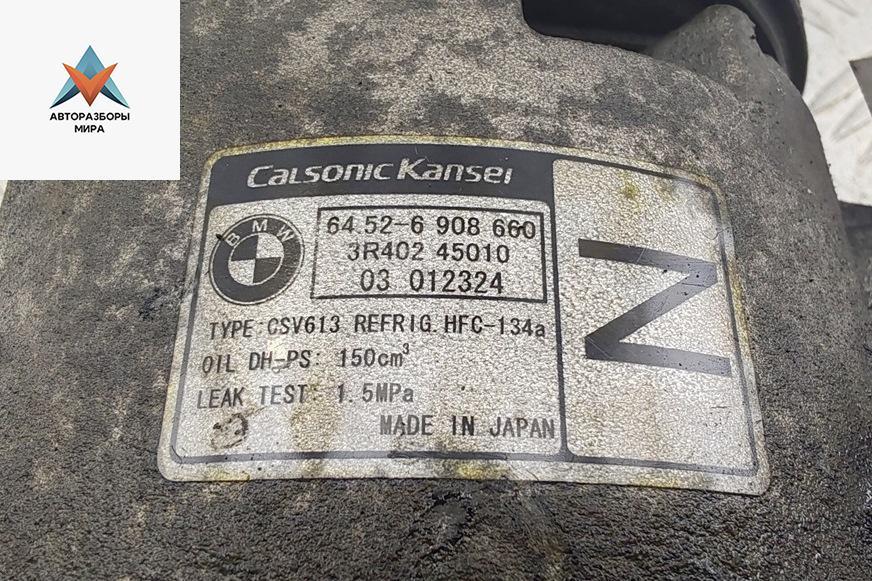 АВТОРАЗБОРЫ
МИРА
Calsonic Kansei
BMW
64 52-6 908 660
3R402 45010
03 012324
TYPE:CSV613 REFRIG.HFC-134a
OIL DH-PS: 150cm³
LEAK TEST: 1.5MPa
MADE IN JAPAN
Z